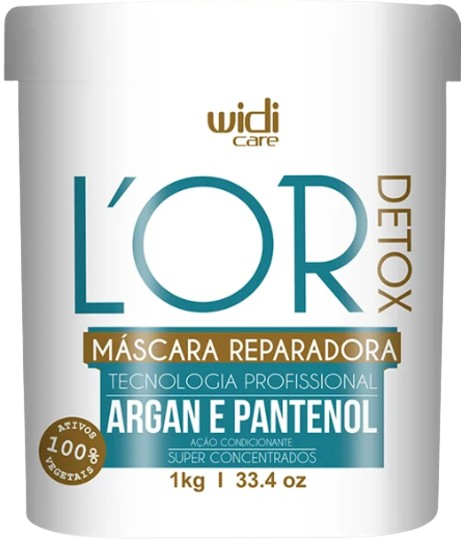 widi
care
L'OR
DETOX
MÁSCARA REPARADORA
TECNOLOGIA PROFISSIONAL
ARGAN E PANTENOL
AÇÃO CONDICIONANTE
SUPER CONCENTRADOS
1kg I 33.4 oz
ATIVOS
100%
VEGETAIS